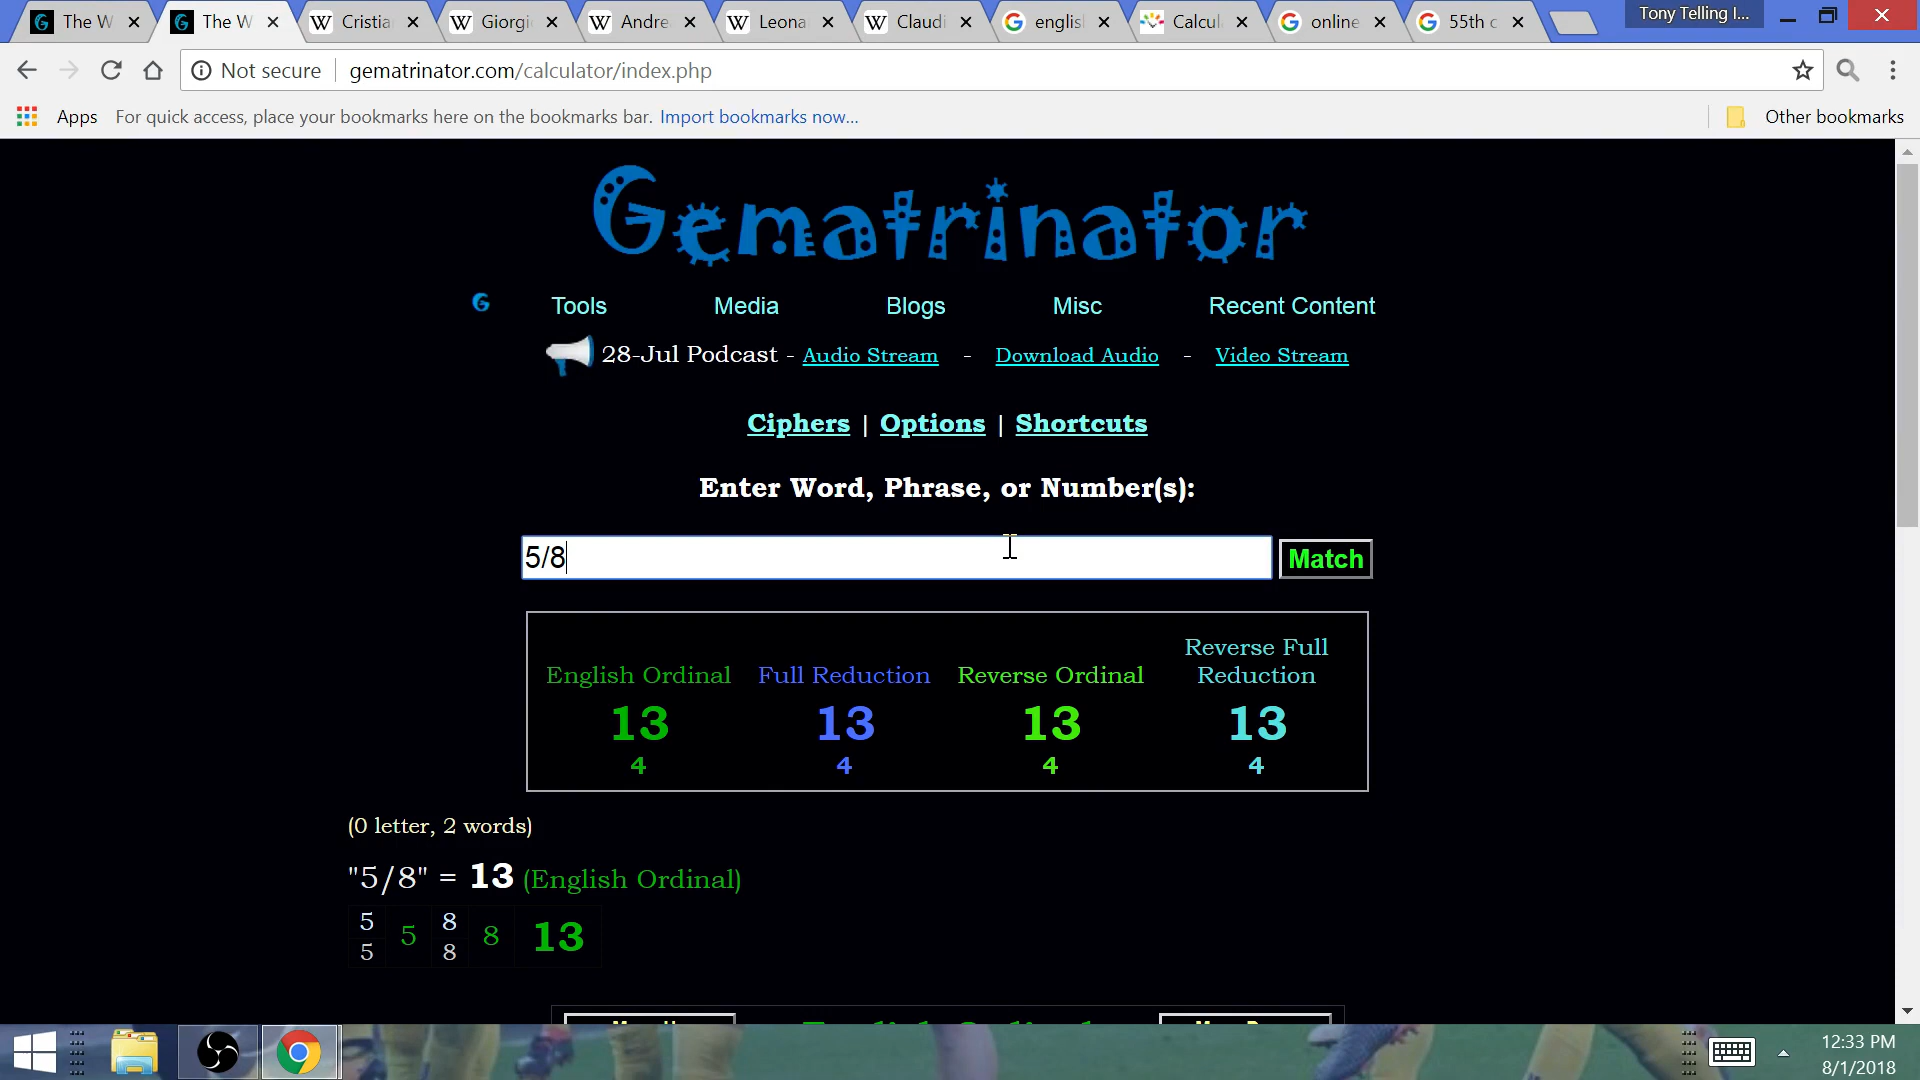 The W
The W
Cristia
Giorgi
Andre
Leona
Claudi
englis
Calcul
online
55th c
Tony Telling I...
Not secure
gematrinator.com/calculator/index.php
Apps
For quick access, place your bookmarks here on the bookmarks bar. Import bookmarks now...
Other bookmarks
Gematrinator
G Tools Media Blogs Misc Recent Content
28-Jul Podcast - Audio Stream - Download Audio - Video Stream
Ciphers | Options | Shortcuts
Enter Word, Phrase, or Number(s):
5/8
Match
English Ordinal Full Reduction Reverse Ordinal Reverse Full Reduction
13 13 13 13
4 4 4 4
(0 letter, 2 words)
"5/8" = 13 (English Ordinal)
5 5 8 8 13
5 8
12:33 PM
8/1/2018